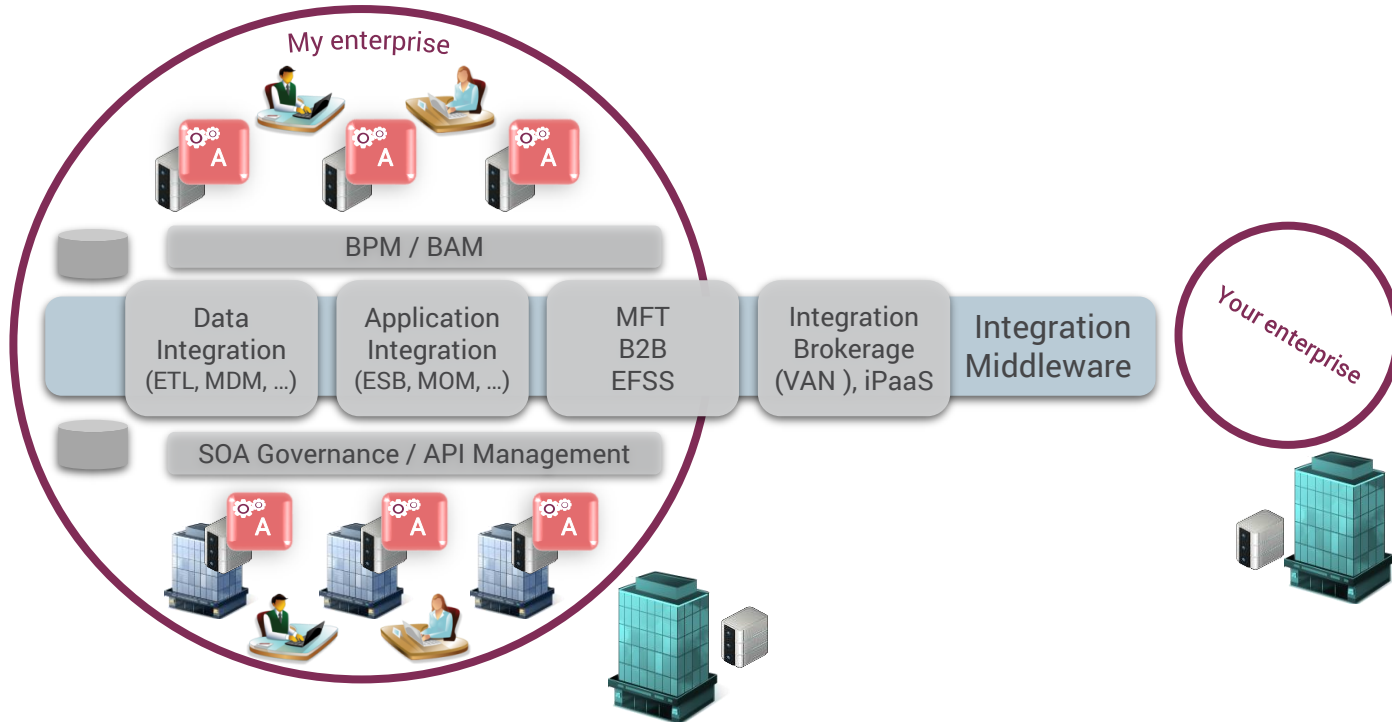 My enterprise
A
A
A
BPM / BAM
Data
Integration
(ETL, MDM, ...)
Application
Integration
(ESB, MOM, ...)
MFT
B2B
EFSS
Integration
Brokerage
(VAN ), iPaaS
Integration
Middleware
Your enterprise
SOA Governance / API Management
A
A
A